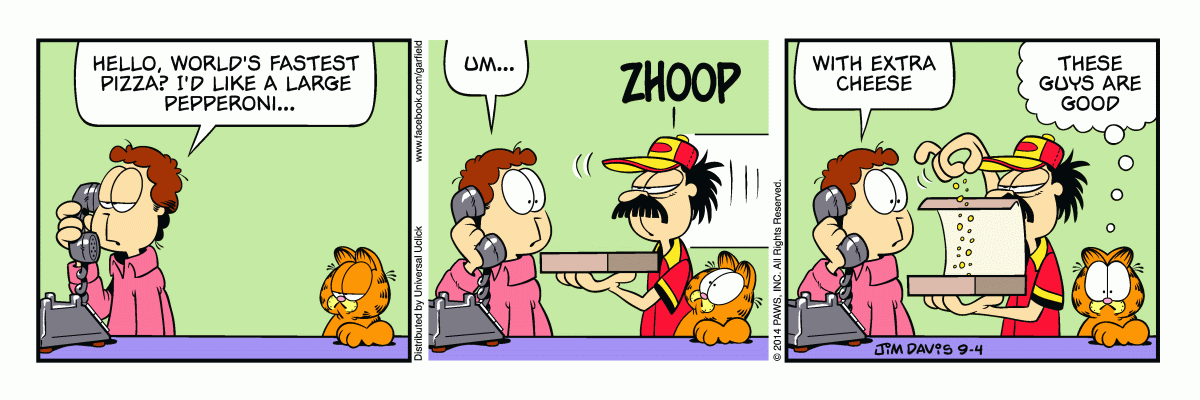 HELLO, WORLD'S FASTEST
PIZZA? I'D LIKE A LARGE
PEPPERONI...
www.facebook.com/garfield
Distributed by Universal Uclick
UM...
ZHOOP
© 2014 PAWS, INC. All Rights Reserved.
WITH EXTRA
CHEESE
THESE
GUYS ARE
GOOD
JIM DAVIS 9-4